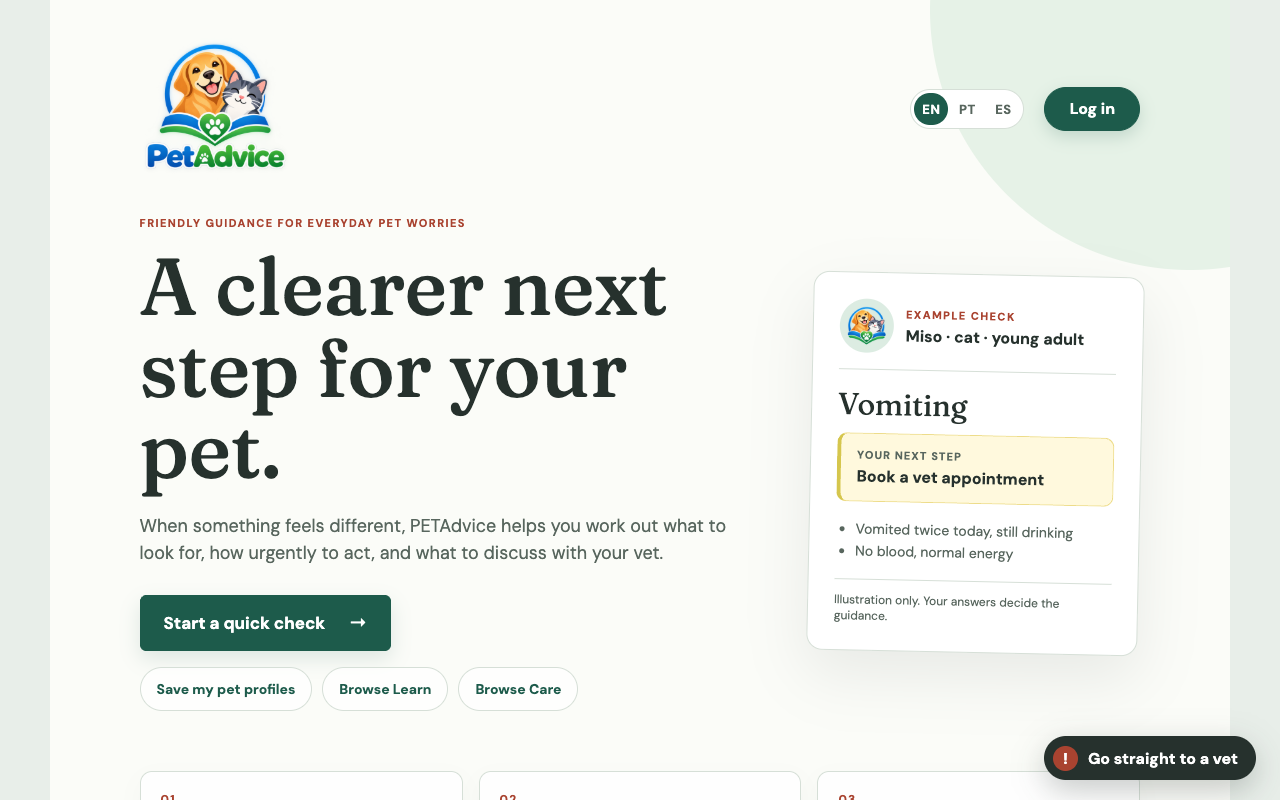 PetAdvice
EN PT ES
Log in
FRIENDLY GUIDANCE FOR EVERYDAY PET WORRIES
A clearer next
step for your
pet.
When something feels different, PETAdvice helps you work out what to
look for, how urgently to act, and what to discuss with your vet.
Start a quick check →
Save my pet profiles
Browse Learn
Browse Care
EXAMPLE CHECK
Miso · cat · young adult
Vomiting
YOUR NEXT STEP
Book a vet appointment
• Vomited twice today, still drinking
• No blood, normal energy
Illustration only. Your answers decide the
guidance.
! Go straight to a vet
01
02
03